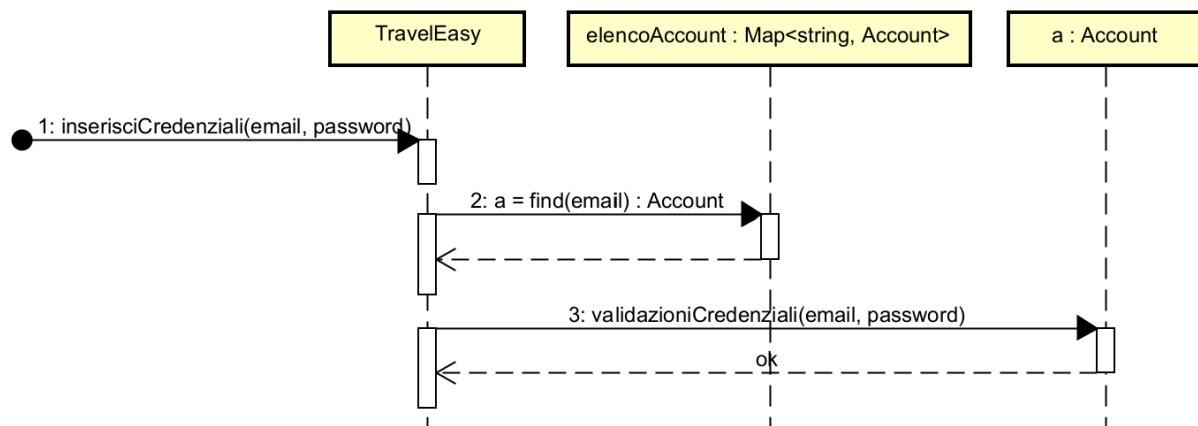 TravelEasy
elencoAccount : Map<string, Account>
a : Account
1: inserisciCredenziali(email, password)
2: a = find(email) : Account
3: validazioniCredenziali(email, password)
ok